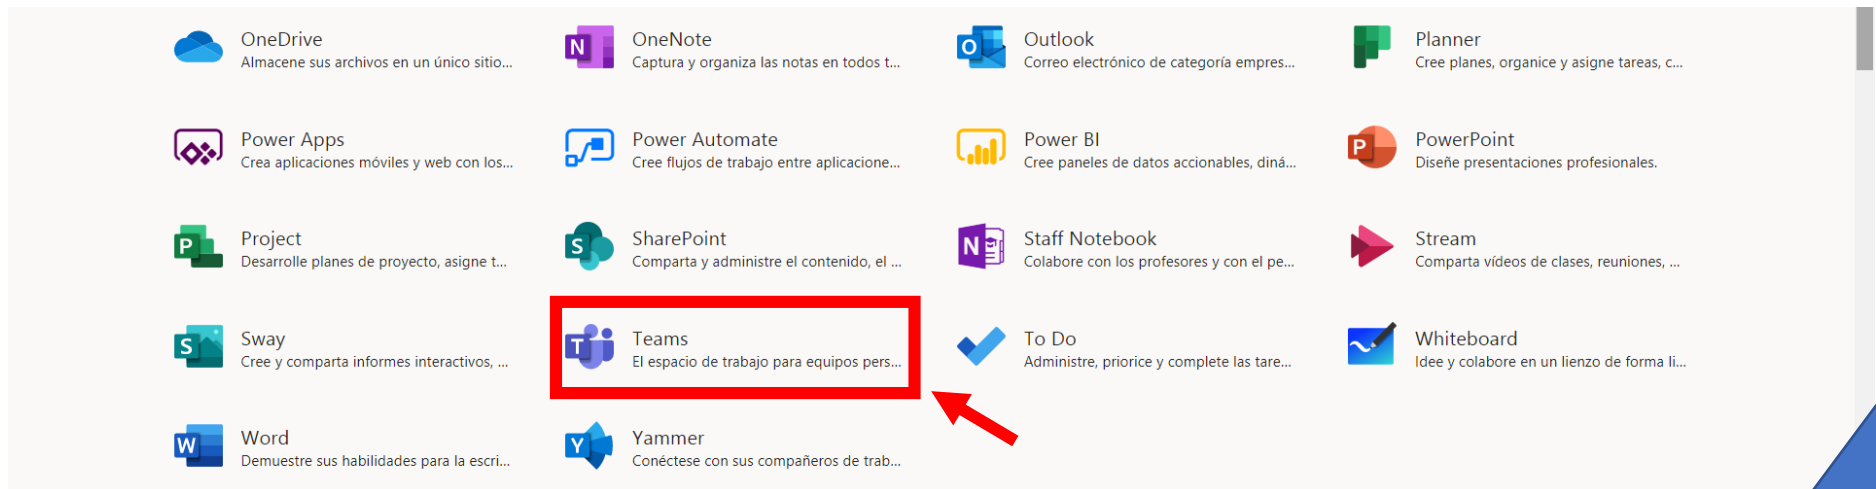 OneDrive
Almacene sus archivos en un único sitio...
OneNote
Captura y organiza las notas en todos t...
Outlook
Correo electrónico de categoría empres...
Planner
Cree planes, organice y asigne tareas, c...
Power Apps
Crea aplicaciones móviles y web con los...
Power Automate
Cree flujos de trabajo entre aplicacione...
Power BI
Cree paneles de datos accionables, diná...
PowerPoint
Diseñe presentaciones profesionales.
Project
Desarrolle planes de proyecto, asigne t...
SharePoint
Comparta y administre el contenido, el ...
Staff Notebook
Colabore con los profesores y con el pe...
Stream
Comparta vídeos de clases, reuniones, ...
Sway
Cree y comparta informes interactivos, ...
Teams
El espacio de trabajo para equipos pers...
To Do
Administre, priorice y complete las tare...
Whiteboard
Idee y colabore en un lienzo de forma li...
Word
Demuestre sus habilidades para la escri...
Yammer
Conéctese con sus compañeros de trab...